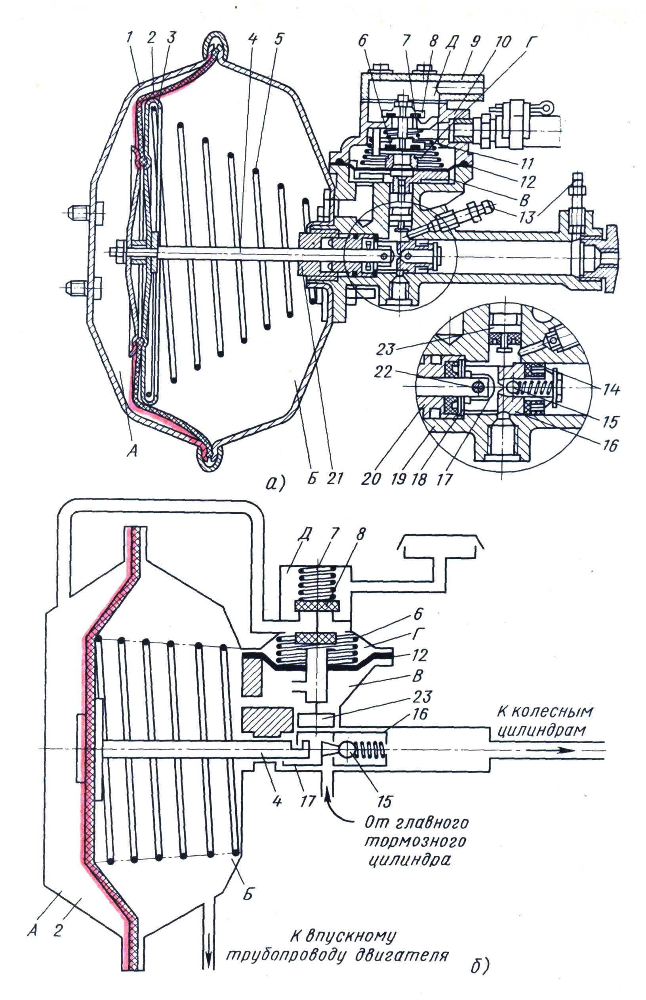 1 2 3 4 5 6 7 8 Д 9 10 Г
11
12
В
13
23
22
14
15
16
А
Б 21 20 19 18 17
а)
Д 7 8
6
Г
12
В
23
16
К колесным
цилиндрам
4 17 15
От главного
тормозного
цилиндра
Б
А 2
К впускному
трубопроводу двигателя
б)